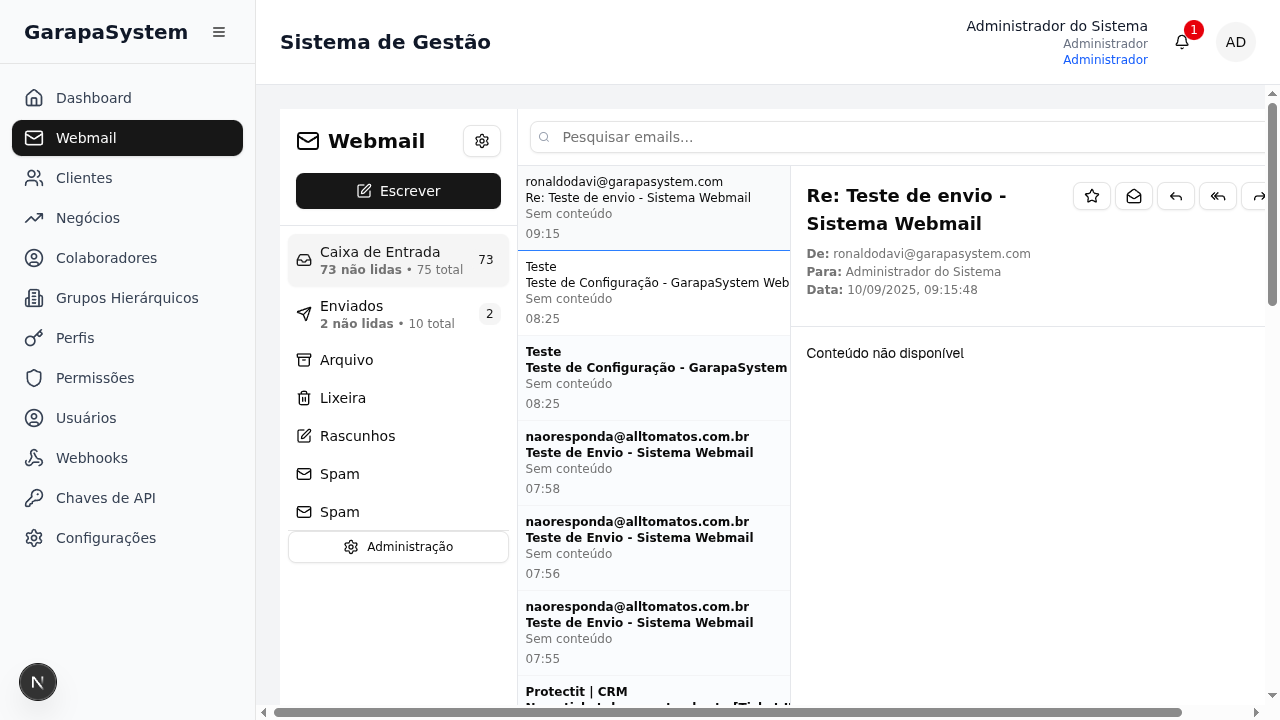 GarapaSystem
Dashboard
Webmail
Clientes
Negócios
Colaboradores
Grupos Hierárquicos
Perfis
Permissões
Usuários
Webhooks
Chaves de API
Configurações
N
Sistema de Gestão
Administrador do Sistema
Administrador
Administrador
1
AD
Webmail
Escrever
Caixa de Entrada
73 não lidas • 75 total
73
Enviados
2 não lidas • 10 total
2
Arquivo
Lixeira
Rascunhos
Spam
Spam
Administração
Pesquisar emails...
ronaldodavi@garapasystem.com
Re: Teste de envio - Sistema Webmail
Sem conteúdo
09:15
Teste
Teste de Configuração - GarapaSystem Web
Sem conteúdo
08:25
Teste
Teste de Configuração - GarapaSystem
Sem conteúdo
08:25
naoresponda@alltomatos.com.br
Teste de Envio - Sistema Webmail
Sem conteúdo
07:58
naoresponda@alltomatos.com.br
Teste de Envio - Sistema Webmail
Sem conteúdo
07:56
naoresponda@alltomatos.com.br
Teste de Envio - Sistema Webmail
Sem conteúdo
07:55
Protectit | CRM
Re: Teste de envio -
Sistema Webmail
De: ronaldodavi@garapasystem.com
Para: Administrador do Sistema
Data: 10/09/2025, 09:15:48
Conteúdo não disponível